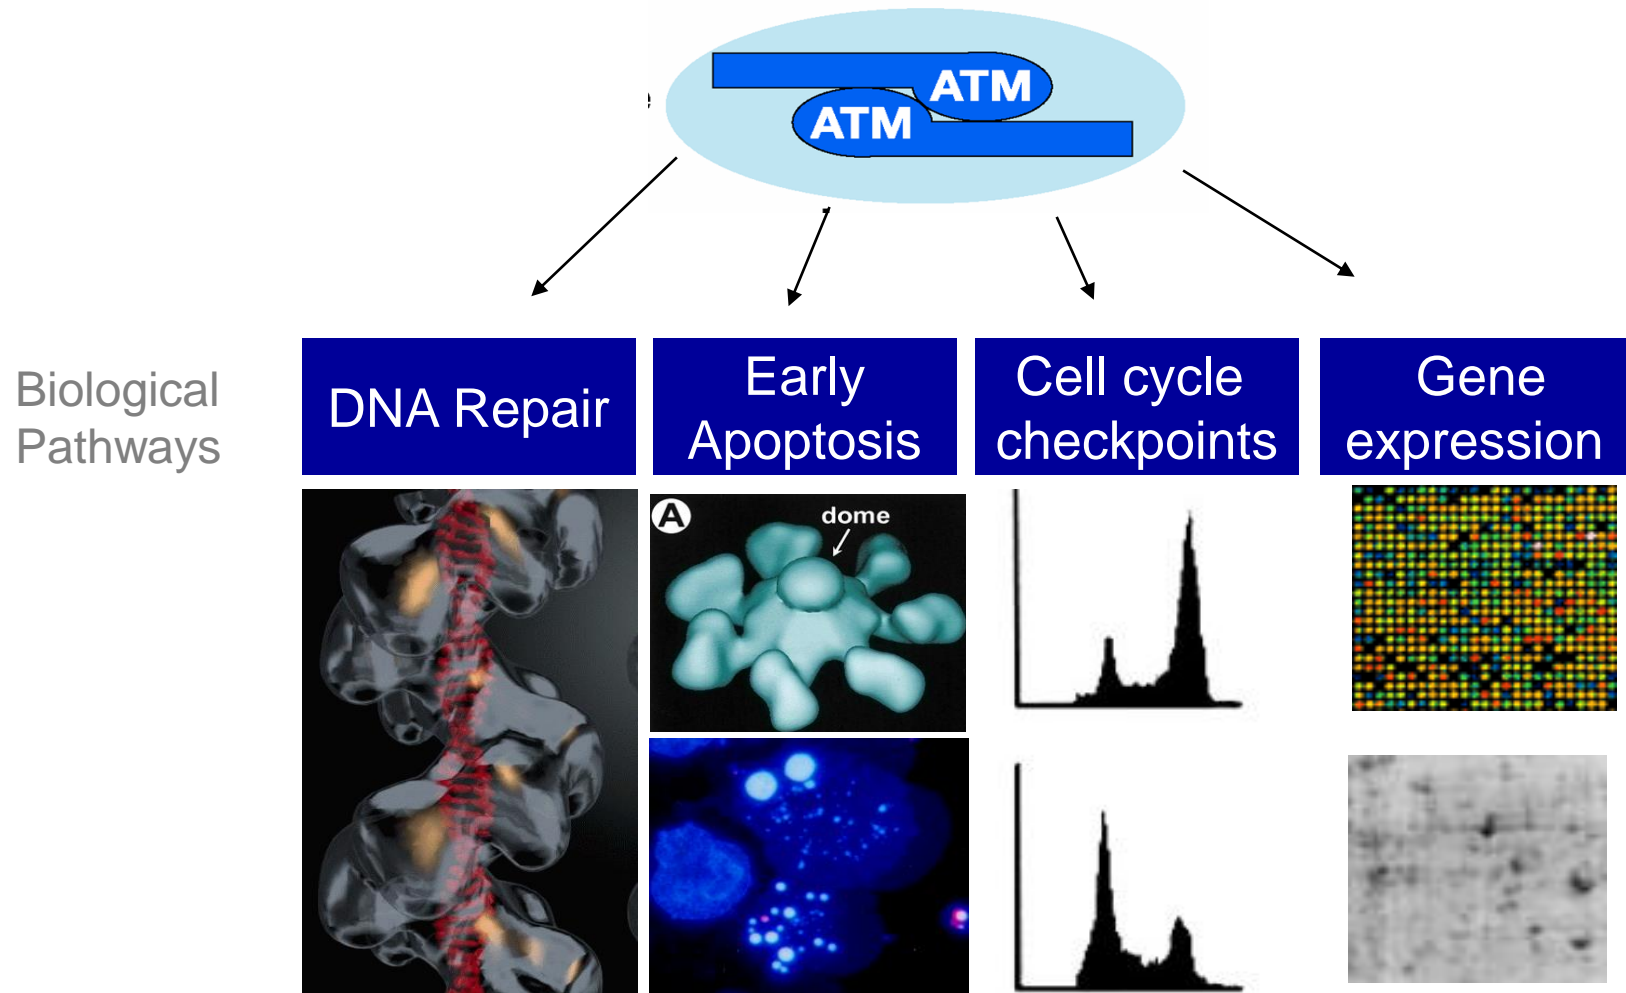 ATM
ATM
Biological
Pathways
DNA Repair
Early
Apoptosis
Cell cycle
checkpoints
Gene
expression
A
dome